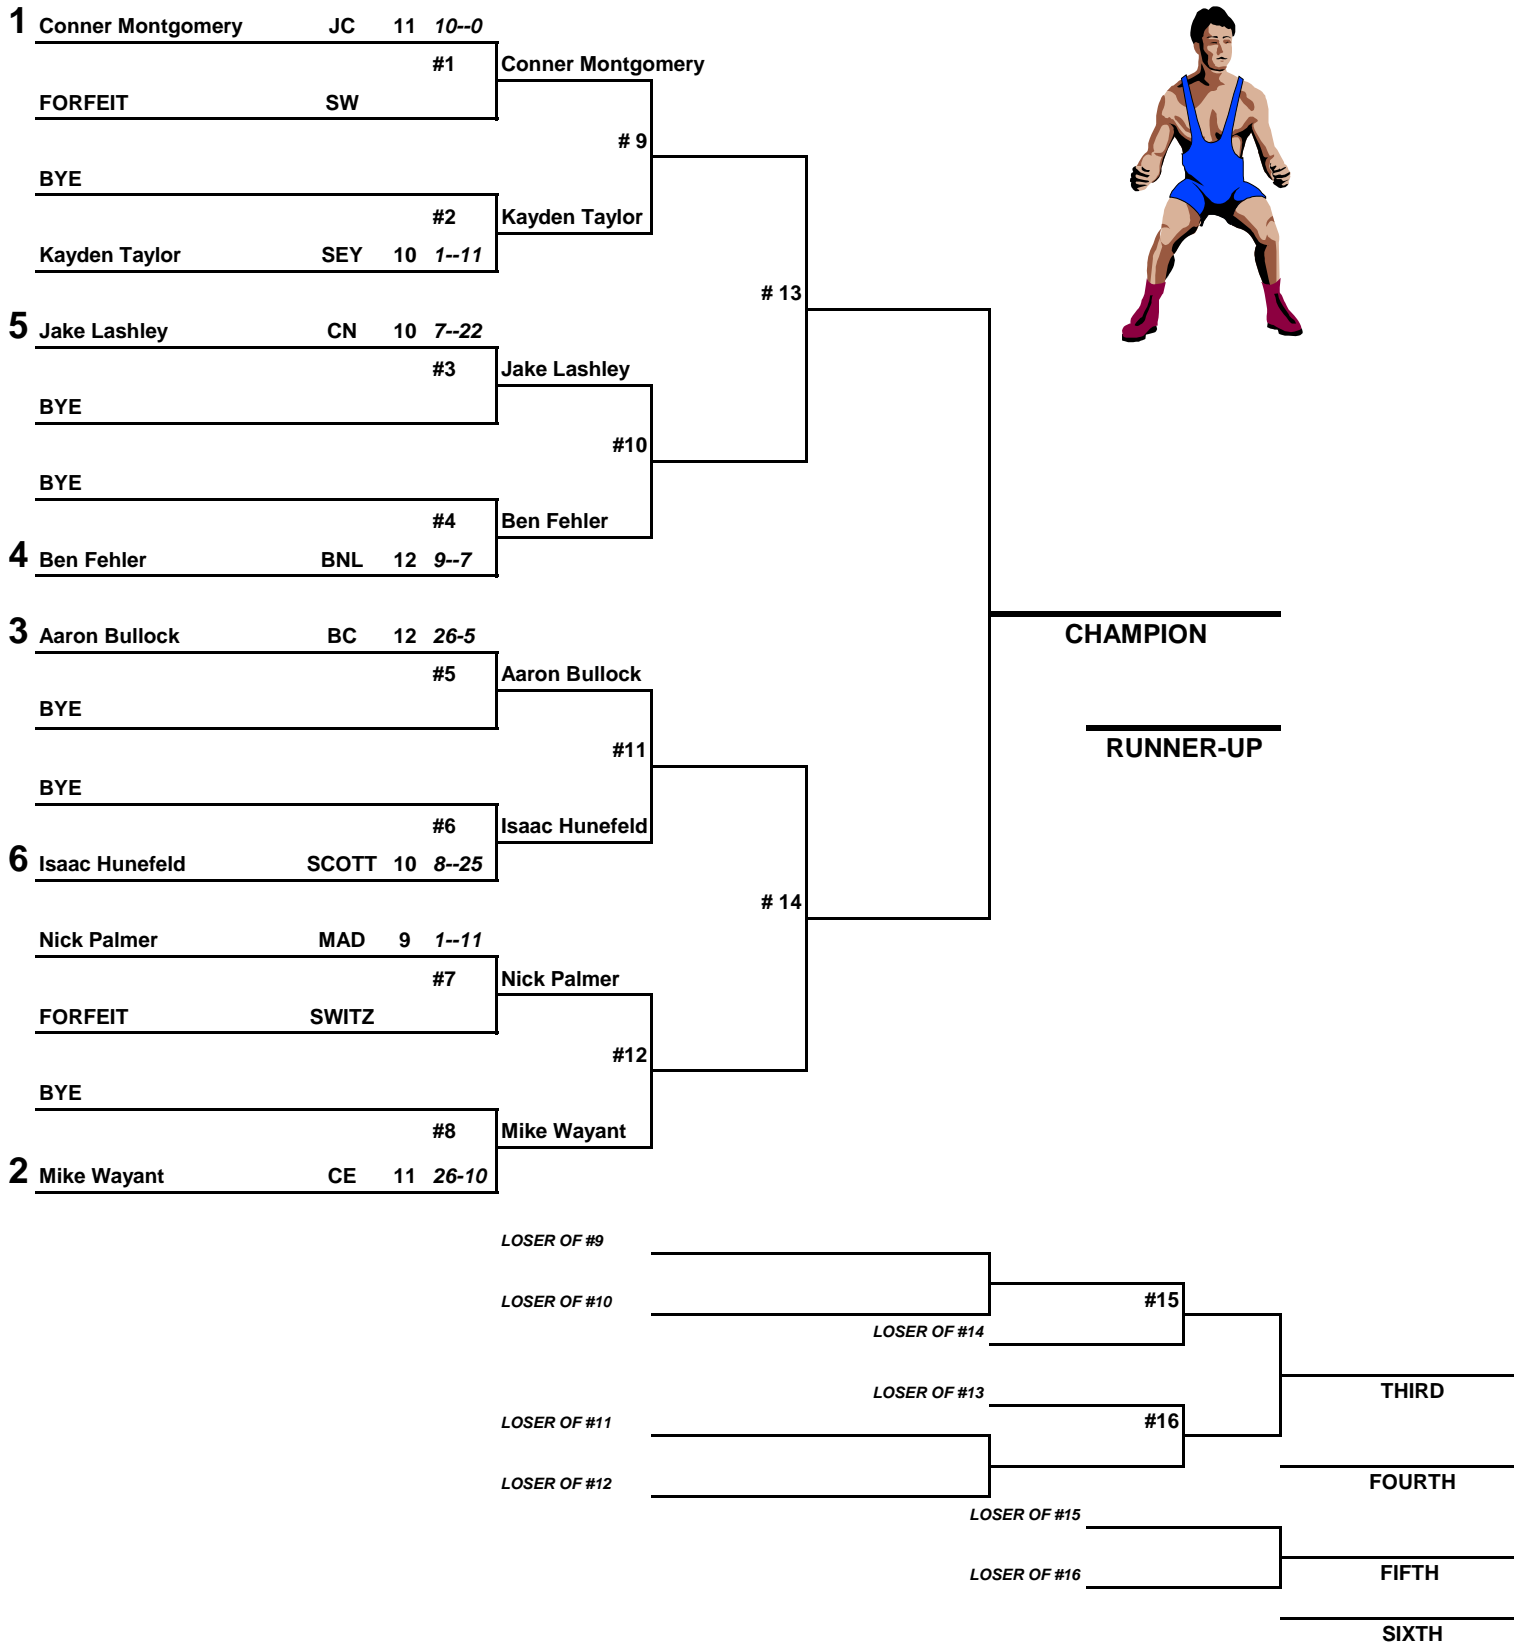 1 Conner Montgomery JC 11 10--0
#1 Conner Montgomery
FORFEIT SW
# 9
BYE
#2 Kayden Taylor
Kayden Taylor SEY 10 1--11
# 13
5 Jake Lashley CN 10 7--22
#3 Jake Lashley
BYE
#10
BYE
#4 Ben Fehler
4 Ben Fehler BNL 12 9--7
3 Aaron Bullock BC 12 26-5
CHAMPION
#5 Aaron Bullock
BYE
RUNNER-UP
#11
BYE
#6 Isaac Hunefeld
6 Isaac Hunefeld SCOTT 10 8--25
# 14
Nick Palmer MAD 9 1--11
#7 Nick Palmer
FORFEIT SWITZ
#12
BYE
#8 Mike Wayant
2 Mike Wayant CE 11 26-10
LOSER OF #9
LOSER OF #10
#15
LOSER OF #14
LOSER OF #13
THIRD
LOSER OF #11
#16
LOSER OF #12
FOURTH
LOSER OF #15
LOSER OF #16
FIFTH
SIXTH